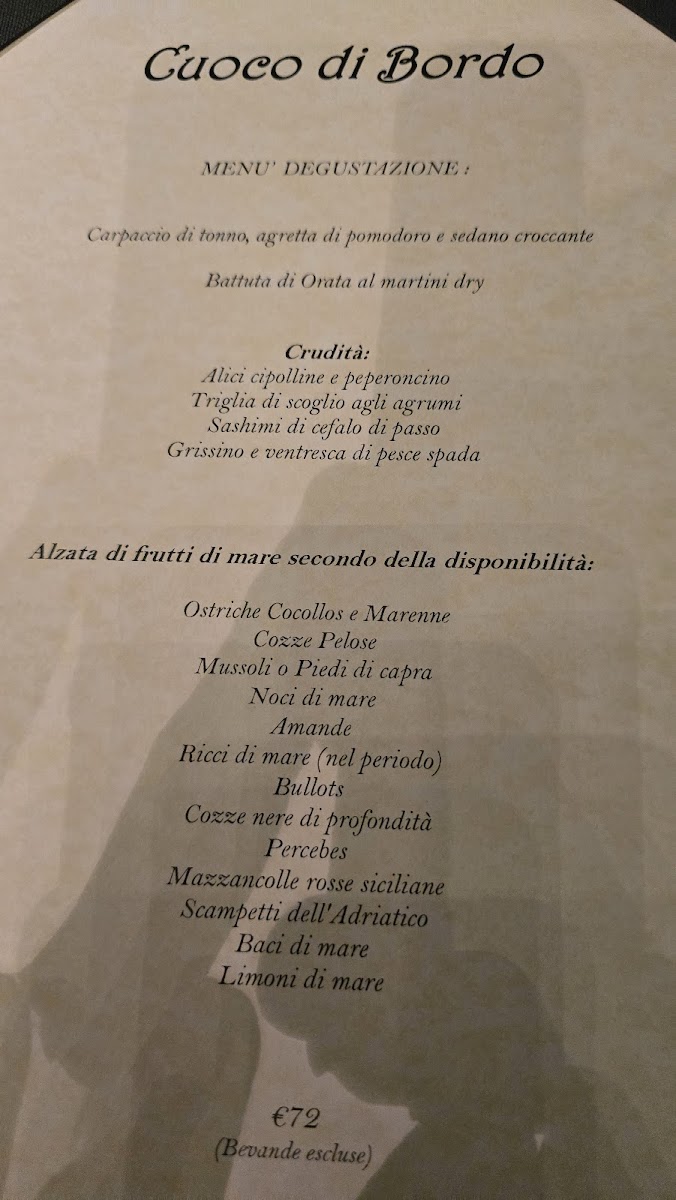 Cuoco di Bordo
MENU' DEGUSTAZIONE :
Carpaccio di tonno, agretta di pomodoro e sedano croccante
Battuta di Orata al martini dry
Crudità:
Alici cipolline e peperoncino
Triglia di scoglio agli agrumi
Sashimi di cefalo di passo
Grissino e ventresca di pesce spada
Alzata di frutti di mare secondo della disponibilità:
Ostriche Cocollos e Marenne
Cozze Pelose
Mussoli o Piedi di capra
Noci di mare
Amande
Ricci di mare (nel periodo)
Bullots
Cozze nere di profondità
Percebes
Mazzancolle rosse siciliane
Scampetti dell'Adriatico
Baci di mare
Limoni di mare
€72
(Bevande escluse)